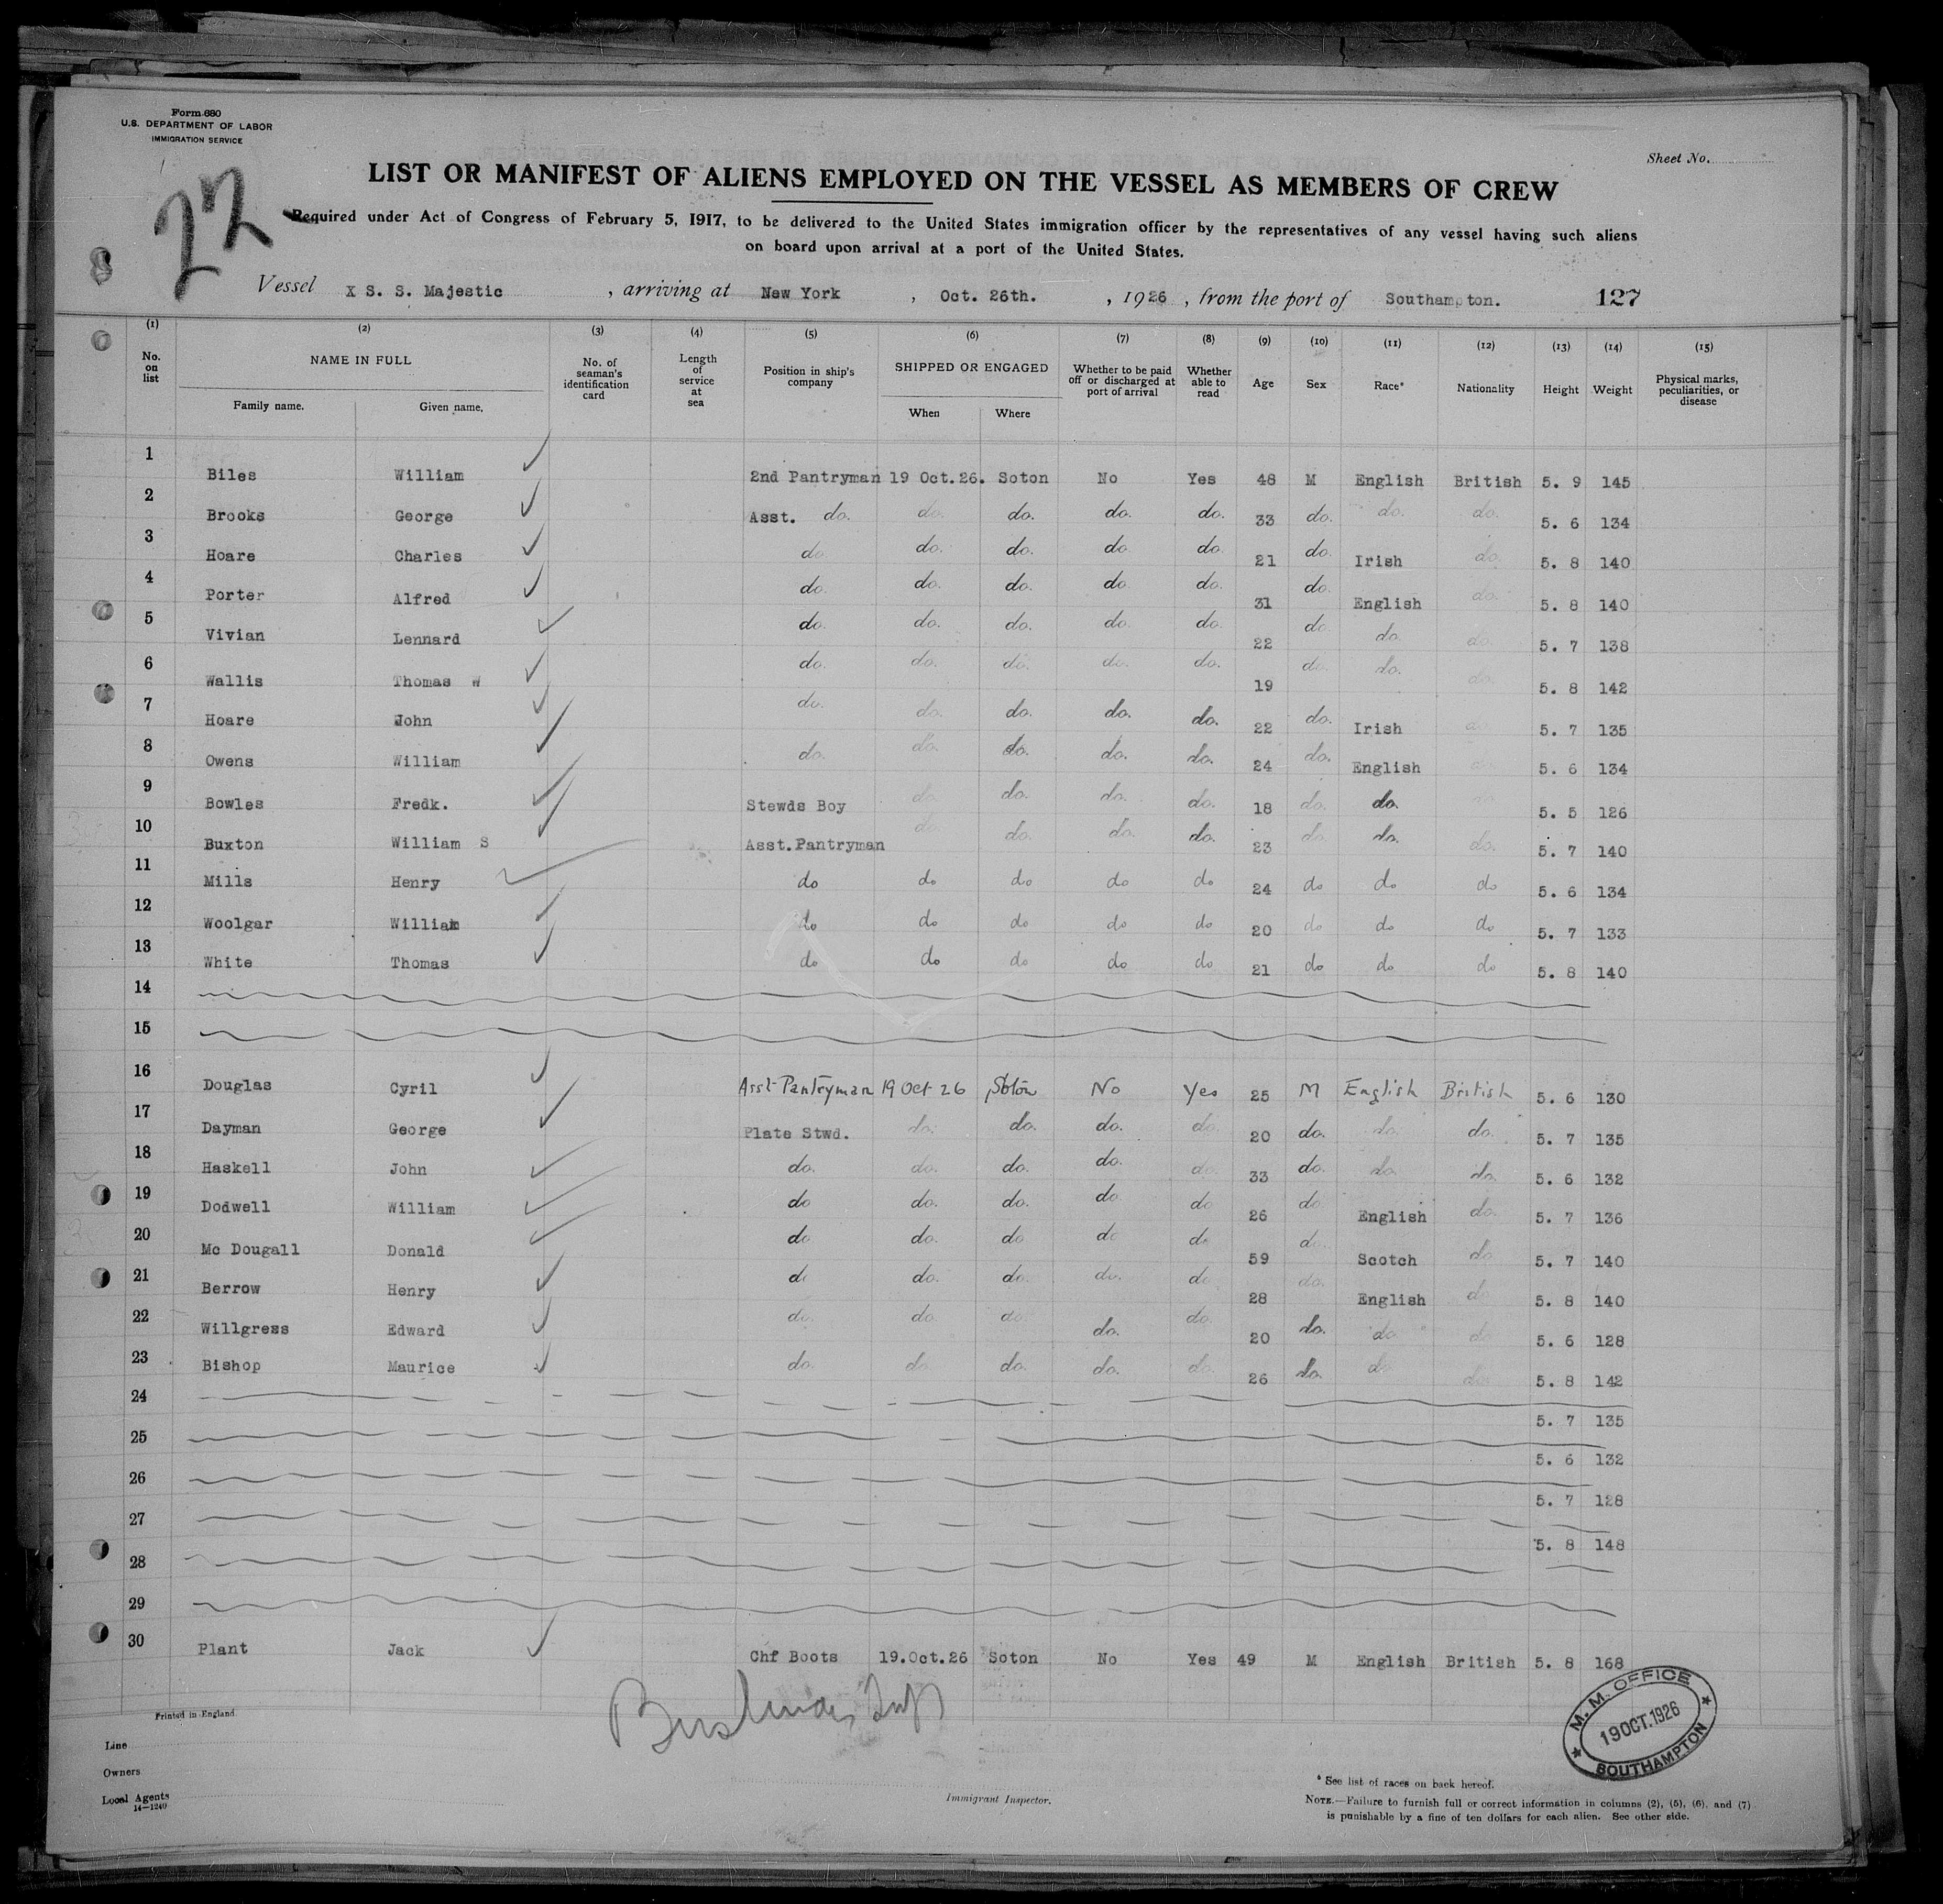 Form 680
U.S. DEPARTMENT OF LABOR
IMMIGRATION SERVICE
Sheet No.
27
LIST OR MANIFEST OF ALIENS EMPLOYED ON THE VESSEL AS MEMBERS OF CREW
Required under Act of Congress of February 5, 1917, to be delivered to the United States immigration officer by the representatives of any vessel having such aliens
on board upon arrival at a port of the United States.
Vessel X S. S. Majestic , arriving at New York , Oct. 26th. , 1926 , from the port of Southampton. 127
(1) (2) (3) (4) (5) (6) (7) (8) (9) (10) (11) (12) (13) (14) (15)
No. on list NAME IN FULL Family name. Given name. No. of seaman's identification card Length of service at sea Position in ship's company SHIPPED OR ENGAGED When Where Whether to be paid off or discharged at port of arrival Whether able to read Age Sex Race* Nationality Height Weight Physical marks, peculiarities, or disease
1 Biles William 2nd Pantryman 19 Oct.26. Soton No Yes 48 M English British 5. 9 145
2 Brooks George Asst. do. do. do. do. do. 33 do. do. do. 5. 6 134
3 Hoare Charles do do. do. do do 21 do. Irish do 5. 8 140
4 Porter Alfred do. do. do. do do. 31 do. English do. 5. 8 140
5 Vivian Lennard do. do. do. do. do. 22 do. do. do. 5. 7 138
6 Wallis Thomas W do. do. do. do. do. 19 do. do. do. 5. 8 142
7 Hoare John do. do. do. do. do. 22 do. Irish do. 5. 7 135
8 Owens William do. do. do. do. do. 24 do. English do. 5. 6 134
9 Bowles Fredk. Stewds Boy do. do. do. do. 18 do. do. do 5. 5 126
10 Buxton William S Asst.Pantryman do. do. do. do. 23 do. do. do. 5. 7 140
11 Mills Henry do do do do do 24 do do do 5. 6 134
12 Woolgar William do do do do do 20 do do do 5. 7 133
13 White Thomas do do do do do 21 do do do 5. 8 140
14
15
16 Douglas Cyril Asst Pantryman 19 Oct 26 Soton No Yes 25 M English British 5. 6 130
17 Dayman George Plate Stwd. do. do. do. do. 20 do. do. do. 5. 7 135
18 Haskell John do. do. do. do. do. 33 do. do. do. 5. 6 132
19 Dodwell William do do. do. do do 26 do. English do. 5. 7 136
20 Mc Dougall Donald do do. do do do 59 do. Scotch do 5. 7 140
21 Berrow Henry do do. do. do. do 28 do. English do 5. 8 140
22 Willgress Edward do. do. do do. do. 20 do. do do 5. 6 128
23 Bishop Maurice do. do. do. do. do. 26 do. do do. 5. 8 142
24 5. 7 135
25 5. 6 132
26 5. 7 128
27 5. 8 148
28
29
30 Plant Jack Chf Boots 19.Oct.26 Soton No Yes 49 M English British 5. 8 168
M. M. OFFICE
19 OCT. 1926
SOUTHAMPTON
Printed in England.
Line
Owners
Local Agents
14—1240
Immigrant Inspector.
* See list of races on back hereof.
NOTE.—Failure to furnish full or correct information in columns (2), (5), (6), and (7)
is punishable by a fine of ten dollars for each alien. See other side.